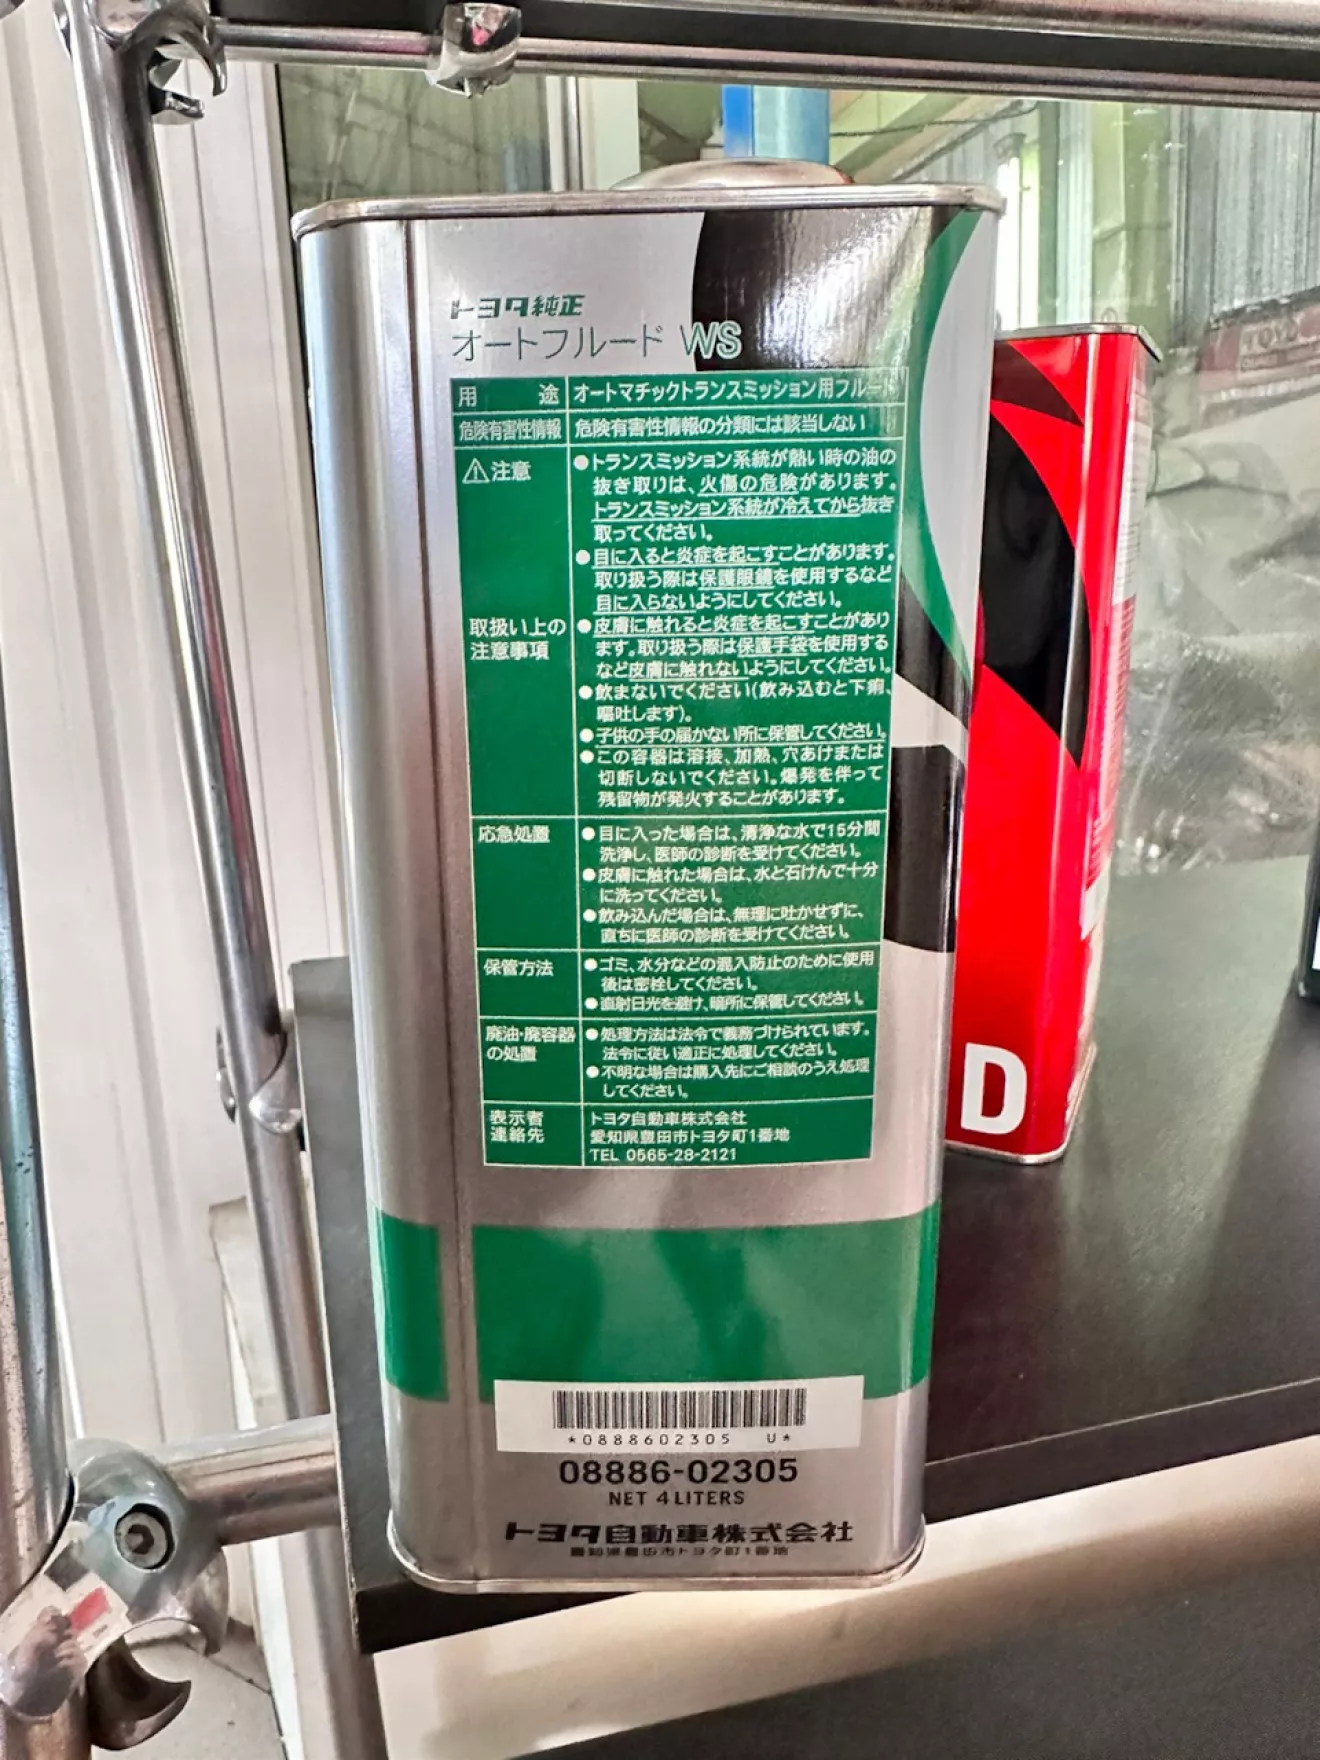 トヨタ純正
オートフルード WS
用 途
オートマチックトランスミッション用フルード
危険有害性情報
危険有害性情報の分類には該当しない
⚠注意
取扱い上の
注意事項
●トランスミッション系統が熱い時の油の
抜き取りは、火傷の危険があります。
トランスミッション系統が冷えてから抜き
取ってください。
●目に入ると炎症を起こすことがあります。
取り扱う際は保護眼鏡を使用するなど
目に入らないようにしてください。
●皮膚に触れると炎症を起こすことがあり
ます。取り扱う際は保護手袋を使用する
など皮膚に触れないようにしてください。
●飲まないでください(飲み込むと下痢、
嘔吐します)。
●子供の手の届かない所に保管してください。
●この容器は溶接、加熱、穴あけまたは
切断しないでください。爆発を伴って
残留物が発火することがあります。
応急処置
●目に入った場合は、清浄な水で15分間
洗浄し、医師の診断を受けてください。
●皮膚に触れた場合は、水と石けんで十分
に洗ってください。
●飲み込んだ場合は、無理に吐かせずに、
直ちに医師の診断を受けてください。
保管方法
●ゴミ、水分などの混入防止のために使用
後は密栓してください。
●直射日光を避け、暗所に保管してください。
廃油・廃容器
の処置
●処理方法は法令で義務づけられています。
法令に従い適正に処理してください。
●不明な場合は購入先にご相談のうえ処理
してください。
表示者
連絡先
トヨタ自動車株式会社
愛知県豊田市トヨタ町1番地
TEL 0565-28-2121
*0888602305 U*
08886-02305
NET 4 LITERS
トヨタ自動車株式会社
愛知県豊田市トヨタ町1番地
D